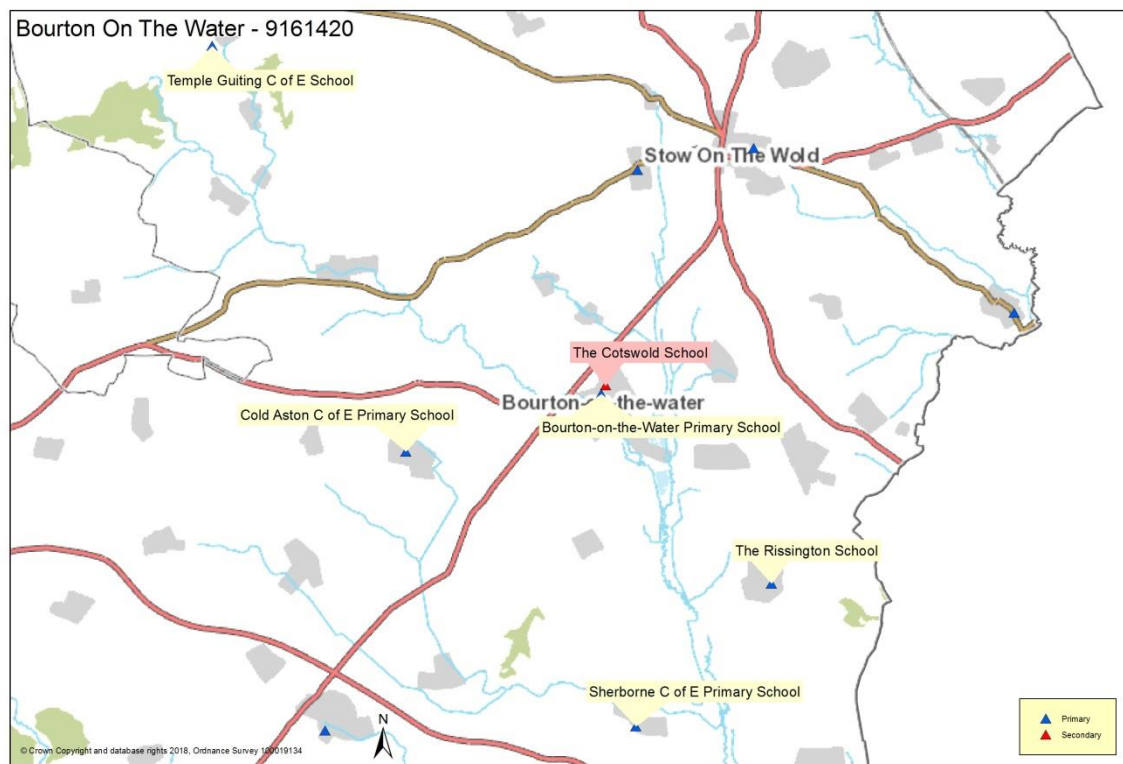 Bourton On The Water - 9161420
Temple Guiting C of E School
Stow On The Wold
The Cotswold School
Bourton-on-the-water
Cold Aston C of E Primary School
Bourton-on-the-Water Primary School
The Rissington School
Sherborne C of E Primary School
N
Primary
Secondary
© Crown Copyright and database rights 2018, Ordnance Survey 100019134